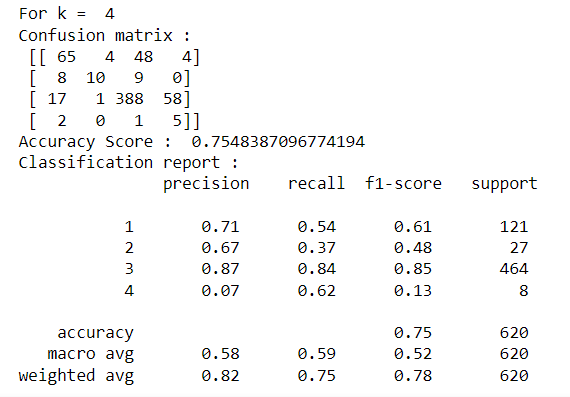 For k =  4
Confusion matrix :
 [[ 65   4  48   4]
 [  8  10   9   0]
 [ 17   1 388  58]
 [  2   0   1   5]]
Accuracy Score :  0.7548387096774194
Classification report :
              precision    recall  f1-score   support

           1       0.71      0.54      0.61       121
           2       0.67      0.37      0.48        27
           3       0.87      0.84      0.85       464
           4       0.07      0.62      0.13         8

    accuracy                           0.75       620
   macro avg       0.58      0.59      0.52       620
weighted avg       0.82      0.75      0.78       620